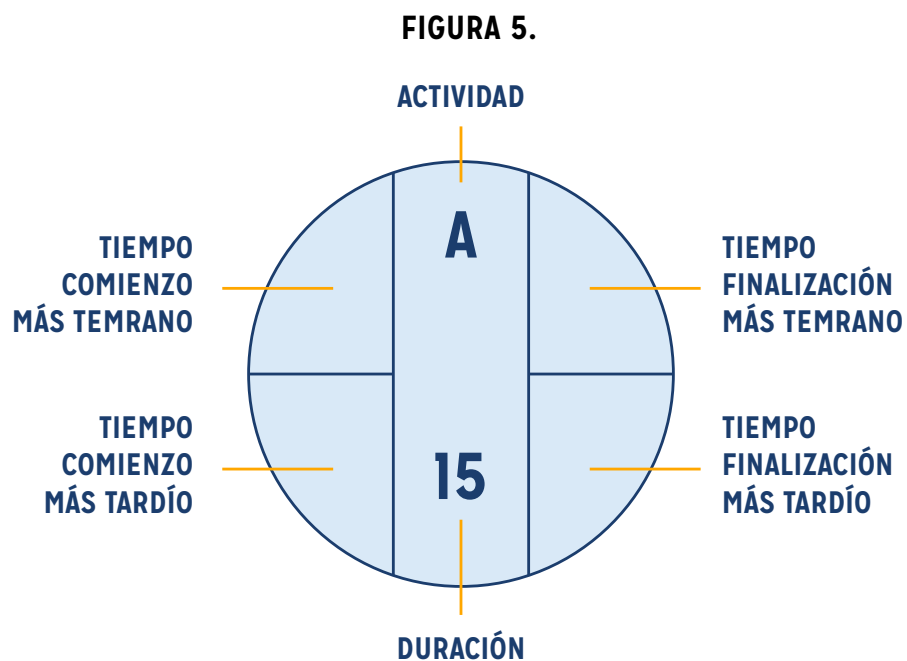 FIGURA 5.
ACTIVIDAD
A
TIEMPO
COMIENZO
MÁS TEMRANO
TIEMPO
FINALIZACIÓN
MÁS TEMRANO
TIEMPO
COMIENZO
MÁS TARDÍO
15
TIEMPO
FINALIZACIÓN
MÁS TARDÍO
DURACIÓN